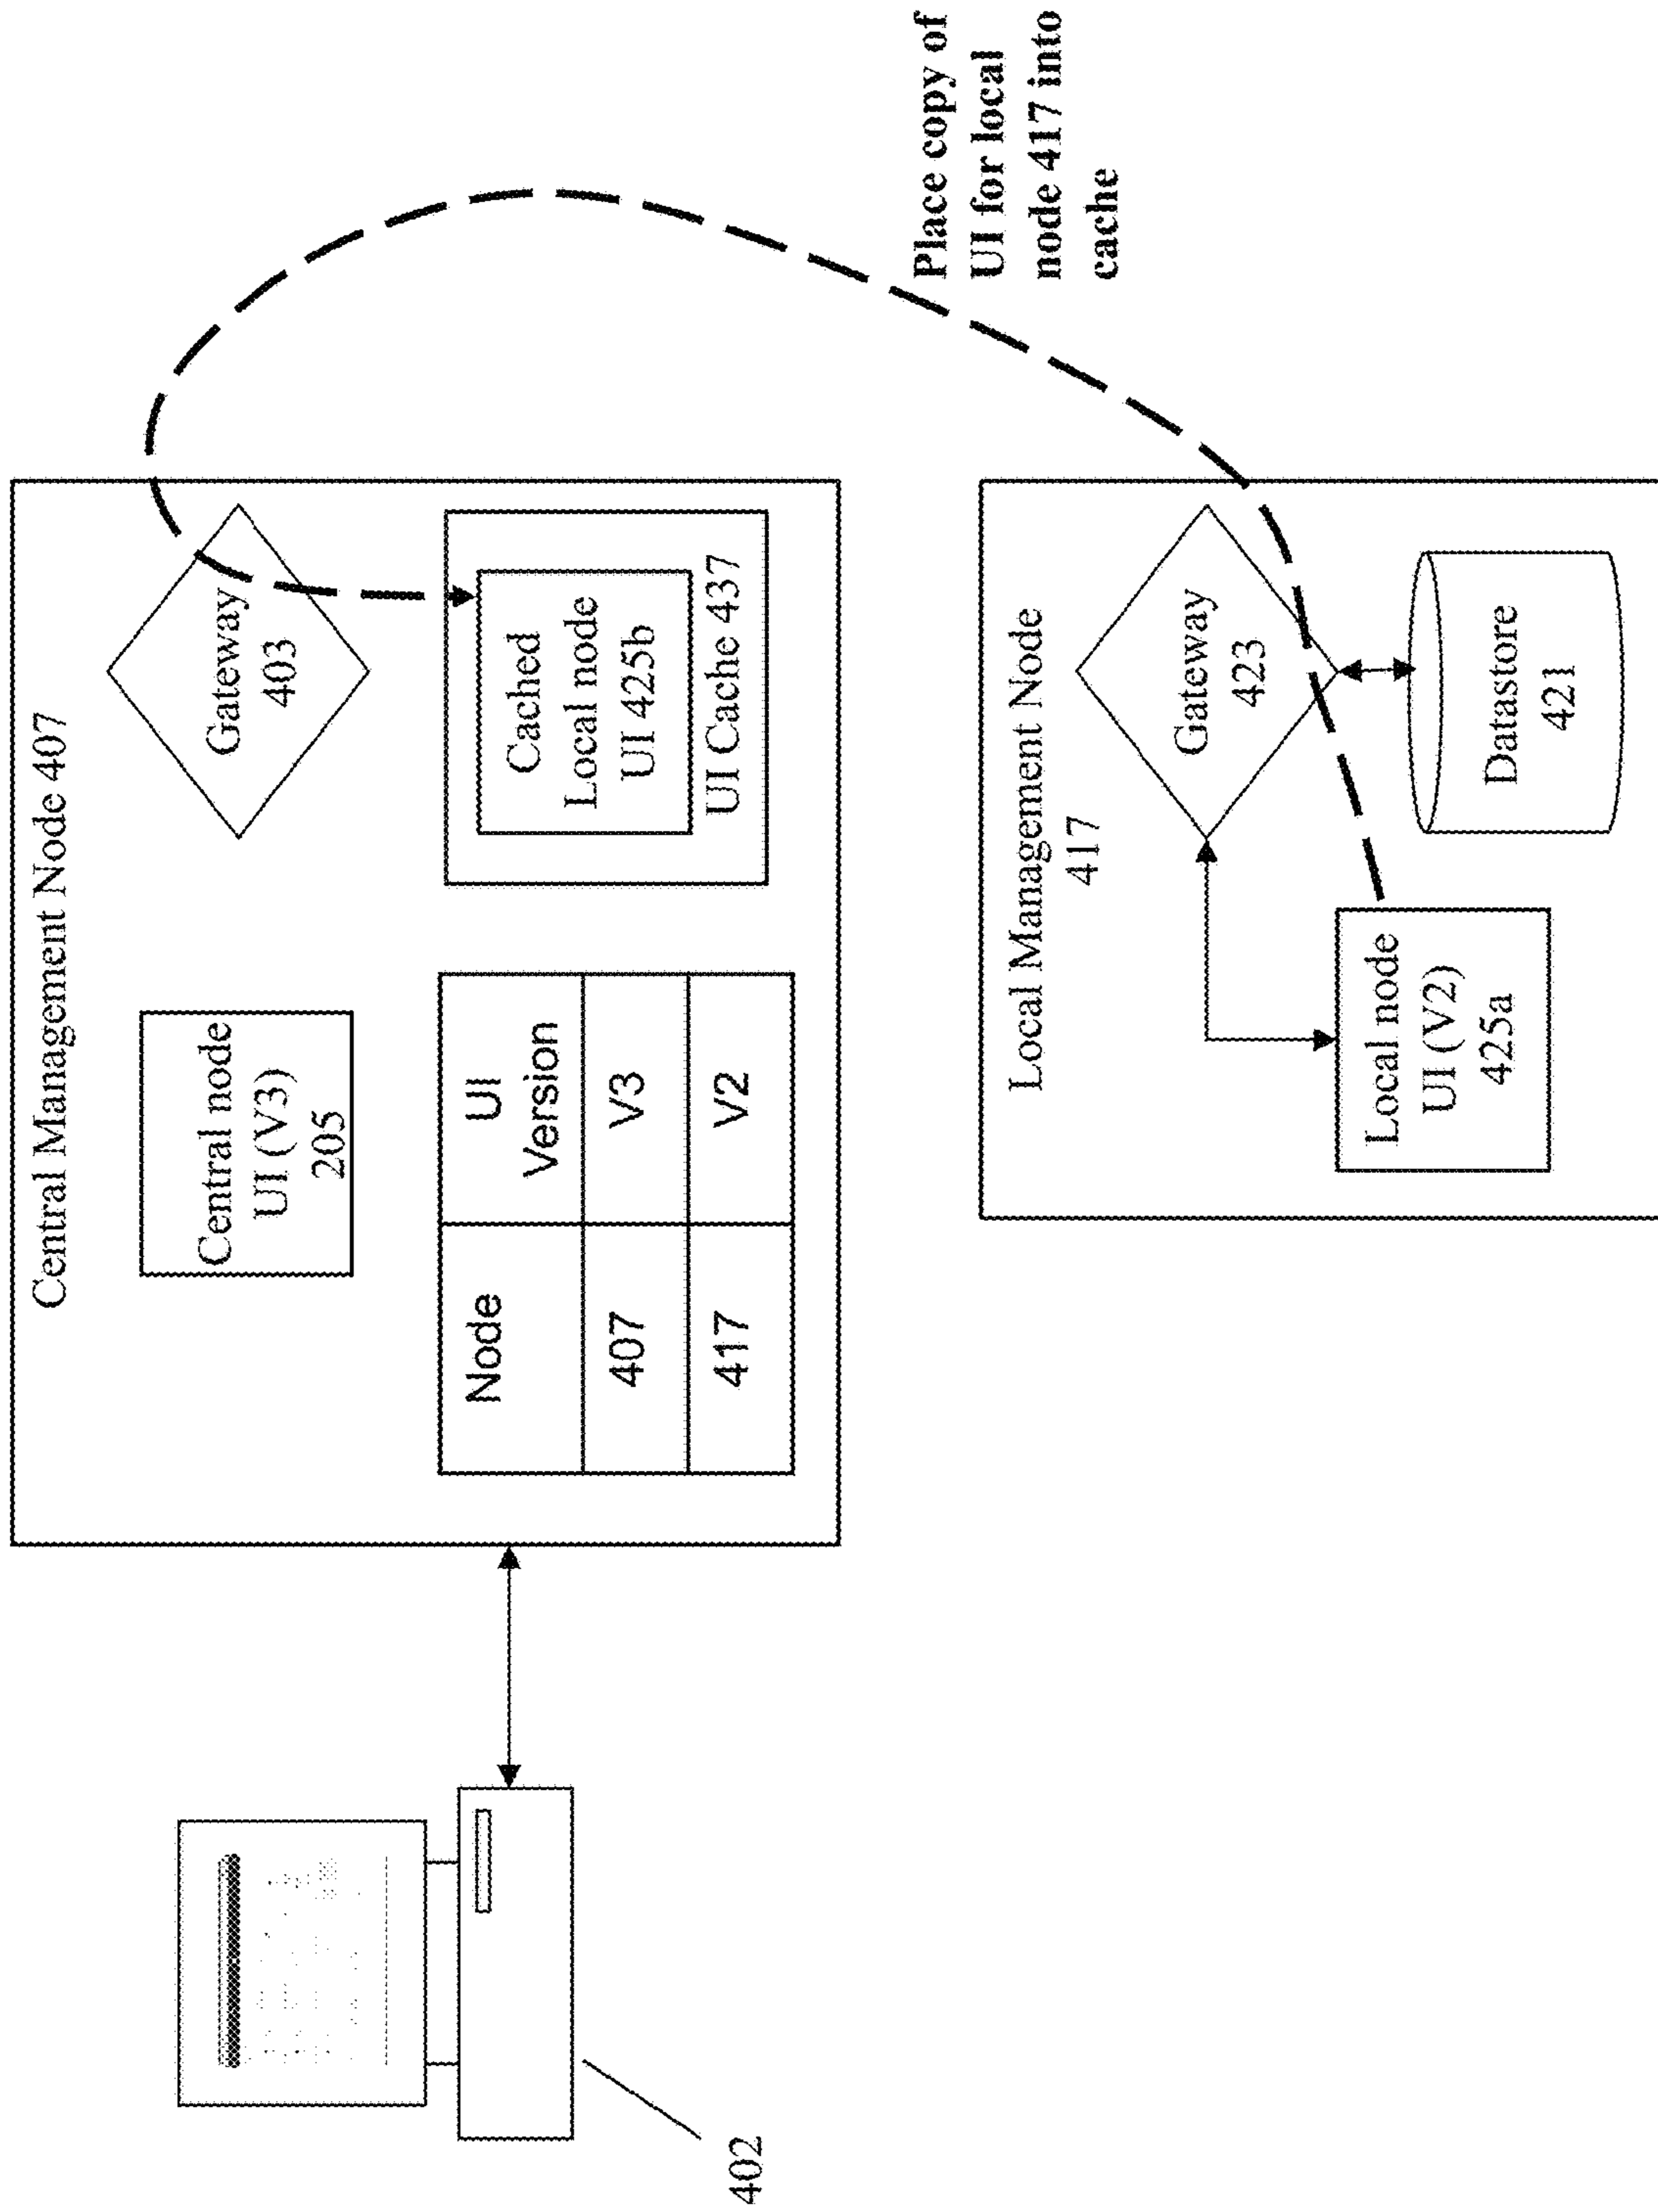 Central Management Node 407
Central node
UI (V3)
205
Gateway
403
Node
UI
Version
407
V3
417
V2
Cached
Local node
UI 425b
UI Cache 437
402
Place copy of
UI for local
node 417 into
cache
Local Management Node
417
Gateway
423
Local node
UI (V2)
425a
Datastore
421